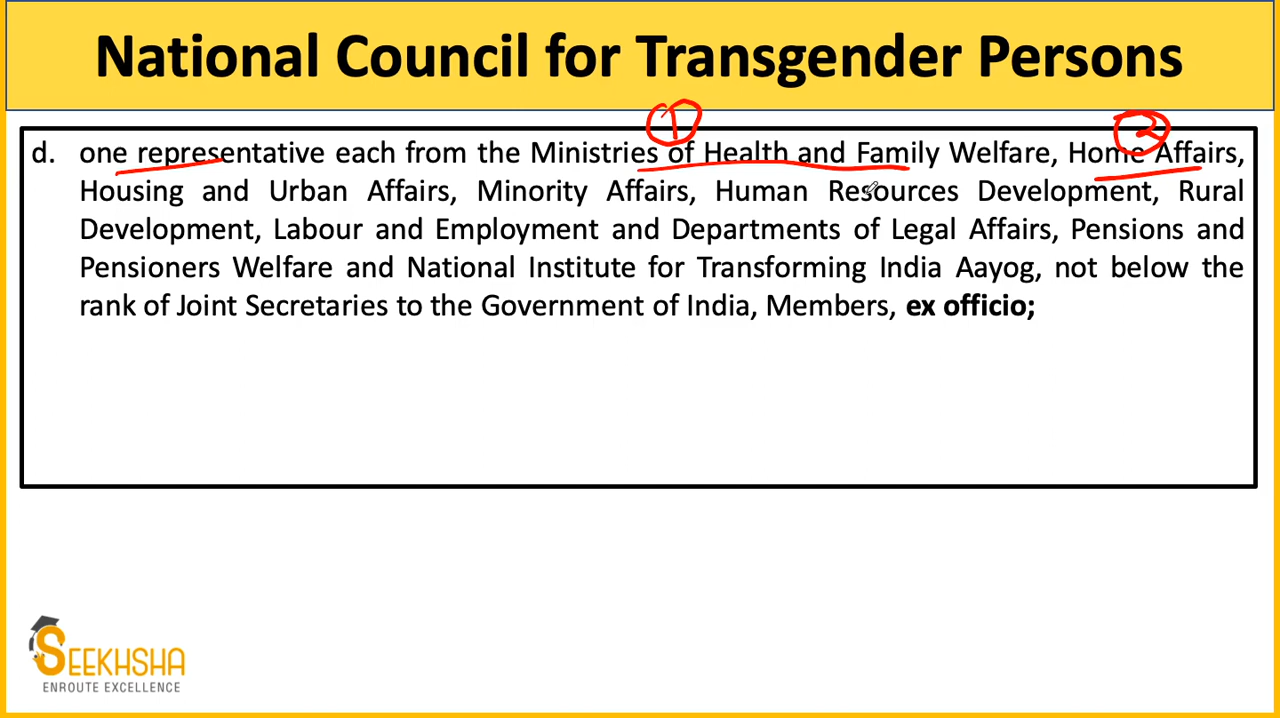 National Council for Transgender Persons
1
2
d. one representative each from the Ministries of Health and Family Welfare, Home Affairs,
Housing and Urban Affairs, Minority Affairs, Human Resources Development, Rural
Development, Labour and Employment and Departments of Legal Affairs, Pensions and
Pensioners Welfare and National Institute for Transforming India Aayog, not below the
rank of Joint Secretaries to the Government of India, Members, ex officio;
SEEKHSHA
ENROUTE EXCELLENCE